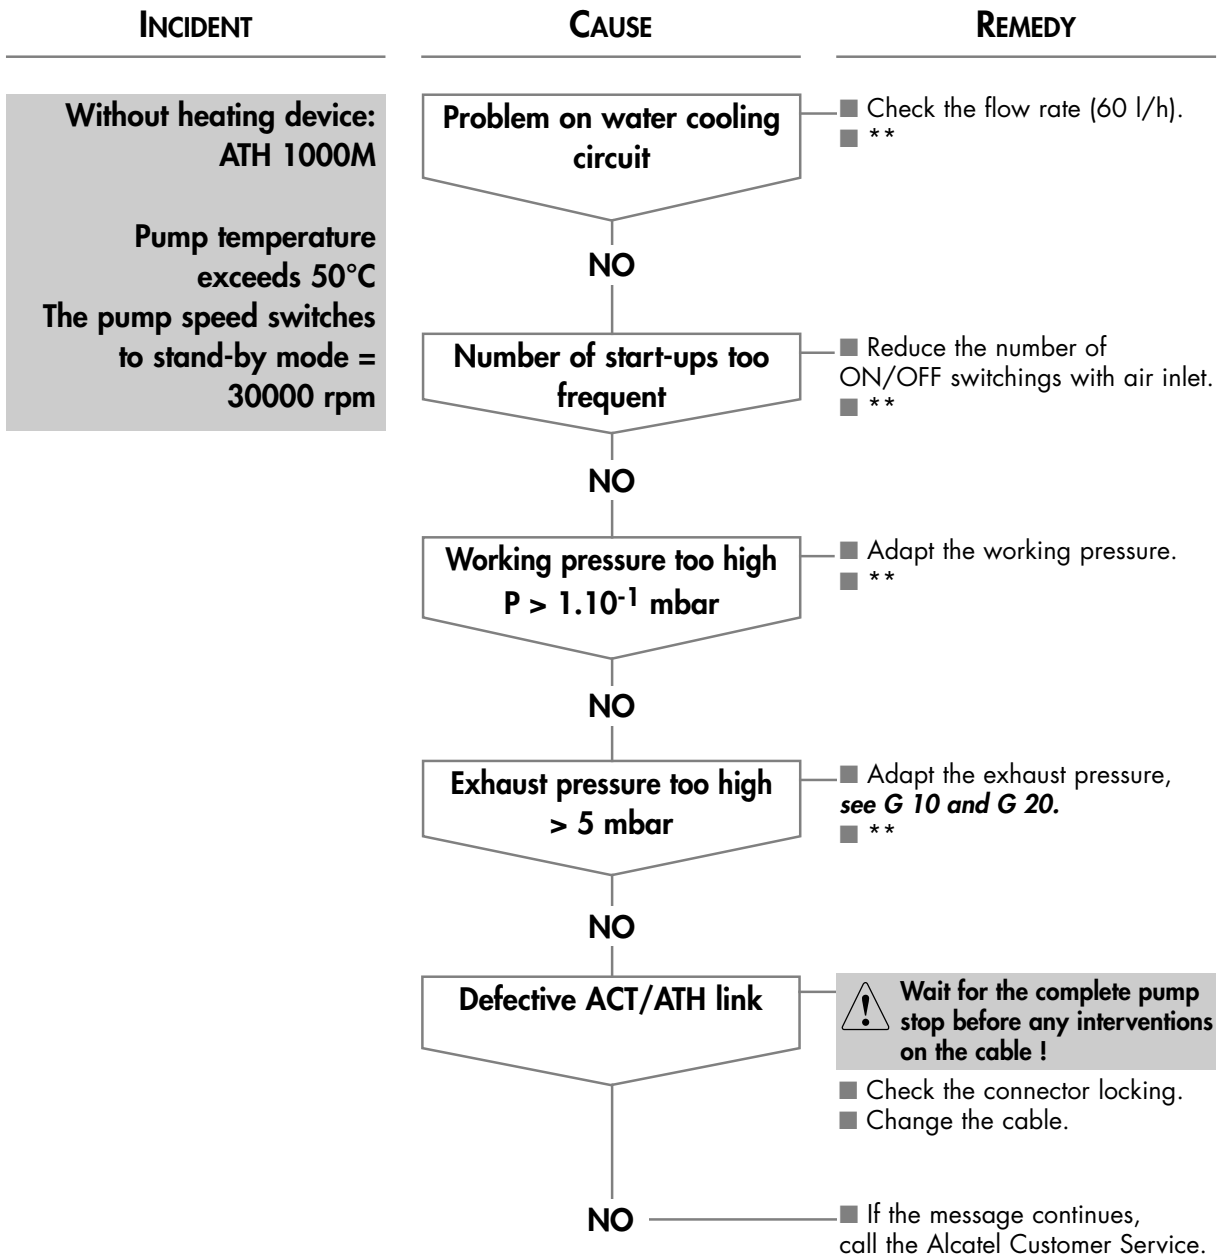 INCIDENT
CAUSE
REMEDY
Without heating device:
ATH 1000M
Pump temperature
exceeds 50°C
The pump speed switches
to stand-by mode =
30000 rpm
Problem on water cooling
circuit
■ Check the flow rate (60 l/h).
■ **
NO
Number of start-ups too
frequent
■ Reduce the number of
ON/OFF switchings with air inlet.
■ **
NO
Working pressure too high
P > 1.10⁻¹ mbar
■ Adapt the working pressure.
■ **
NO
Exhaust pressure too high
> 5 mbar
■ Adapt the exhaust pressure,
see G 10 and G 20.
■ **
NO
Defective ACT/ATH link
! Wait for the complete pump
stop before any interventions
on the cable !
■ Check the connector locking.
■ Change the cable.
NO
■ If the message continues,
call the Alcatel Customer Service.